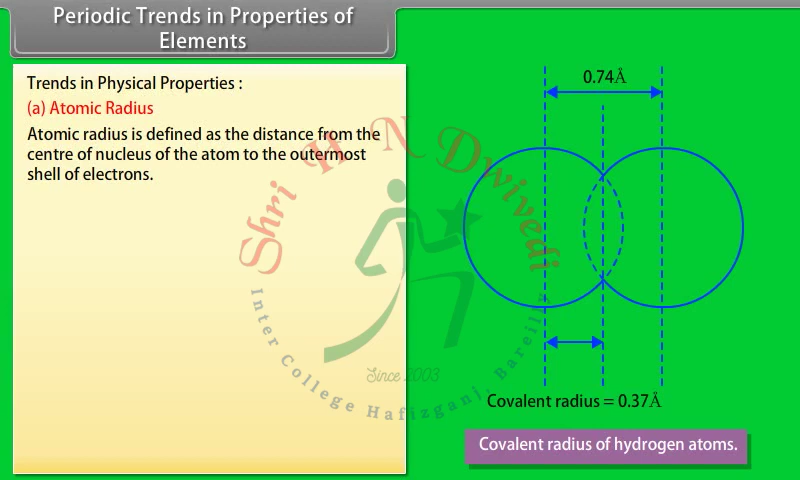 Periodic Trends in Properties of
Elements
Trends in Physical Properties :
(a) Atomic Radius
Atomic radius is defined as the distance from the
centre of nucleus of the atom to the outermost
shell of electrons.
0.74Å
Covalent radius = 0.37Å
Covalent radius of hydrogen atoms.
Shri H N Dwivedi
Inter College Hafizganj, Bareilly
Since 2003